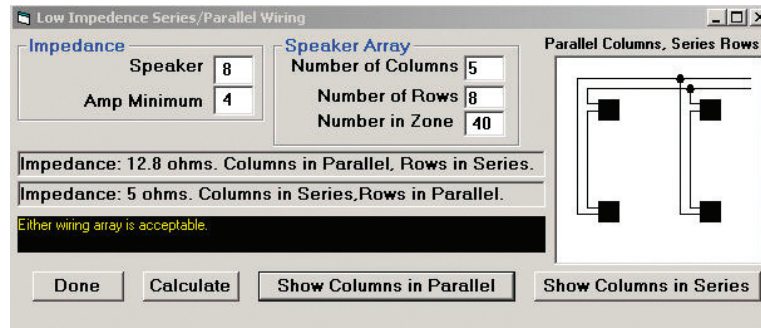 Low Impedence Series/Parallel Wiring
Impedance
Speaker 8
Amp Minimum 4
Speaker Array
Number of Columns 5
Number of Rows 8
Number in Zone 40
Parallel Columns, Series Rows
Impedance: 12.8 ohms. Columns in Parallel, Rows in Series.
Impedance: 5 ohms. Columns in Series,Rows in Parallel.
Either wiring array is acceptable.
Done
Calculate
Show Columns in Parallel
Show Columns in Series